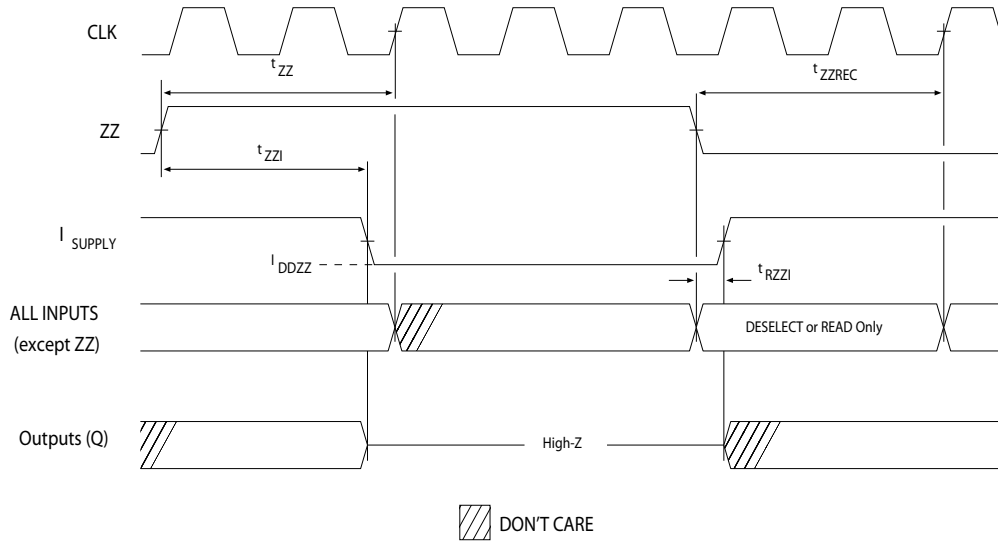 CLK
t ZZ
t ZZREC
ZZ
t ZZI
I SUPPLY
I DDZZ
t RZZI
ALL INPUTS
(except ZZ)
DESELECT or READ Only
Outputs (Q)
High-Z
DON'T CARE